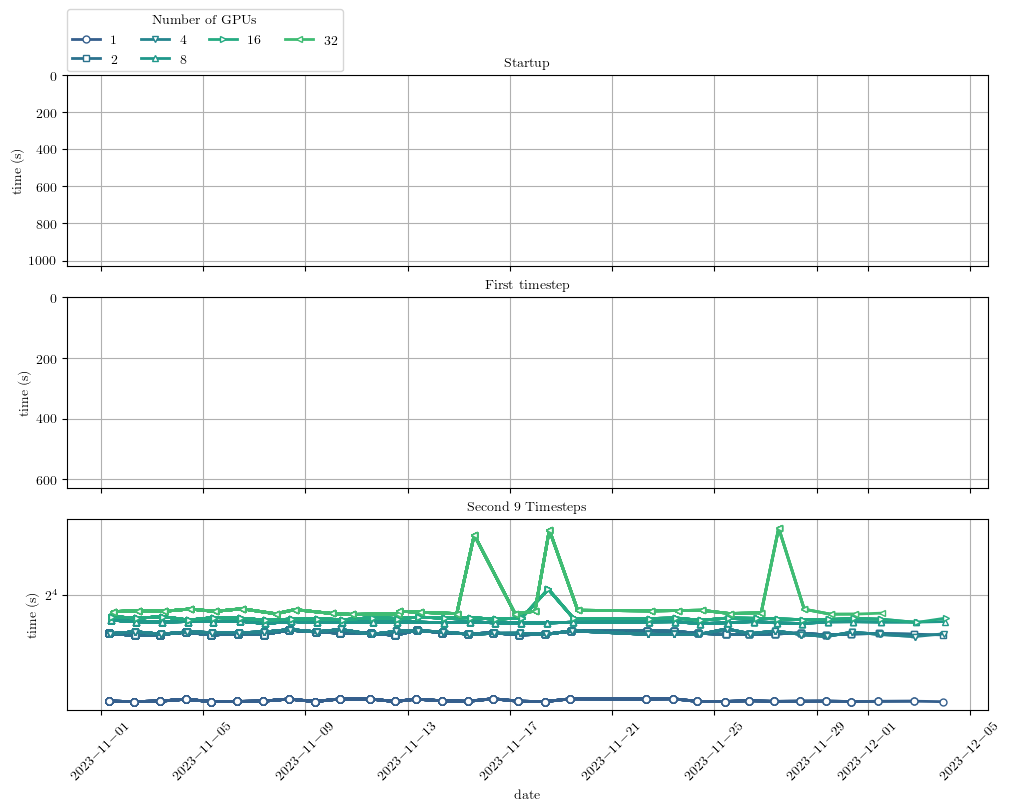 Number of GPUs
1 4 16 32
2 8
Startup
0
200
400
600
800
1000
time (s)
First timestep
0
200
400
600
time (s)
Second 9 Timesteps
2⁴
time (s)
2023−11−01 2023−11−05 2023−11−09 2023−11−13 2023−11−17 2023−11−21 2023−11−25 2023−11−29 2023−12−01 2023−12−05
date